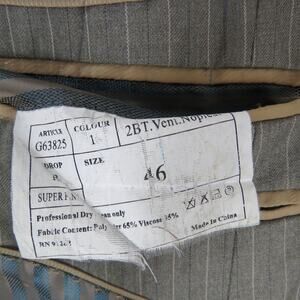 ARTICLE COLOUR
G63825 1 2BT.Vent.
DROP SIZE
46
SUPER
Professional Dry Clean only
Fabric Content: Polyester 65% Viscose 35%
Made In China
RN